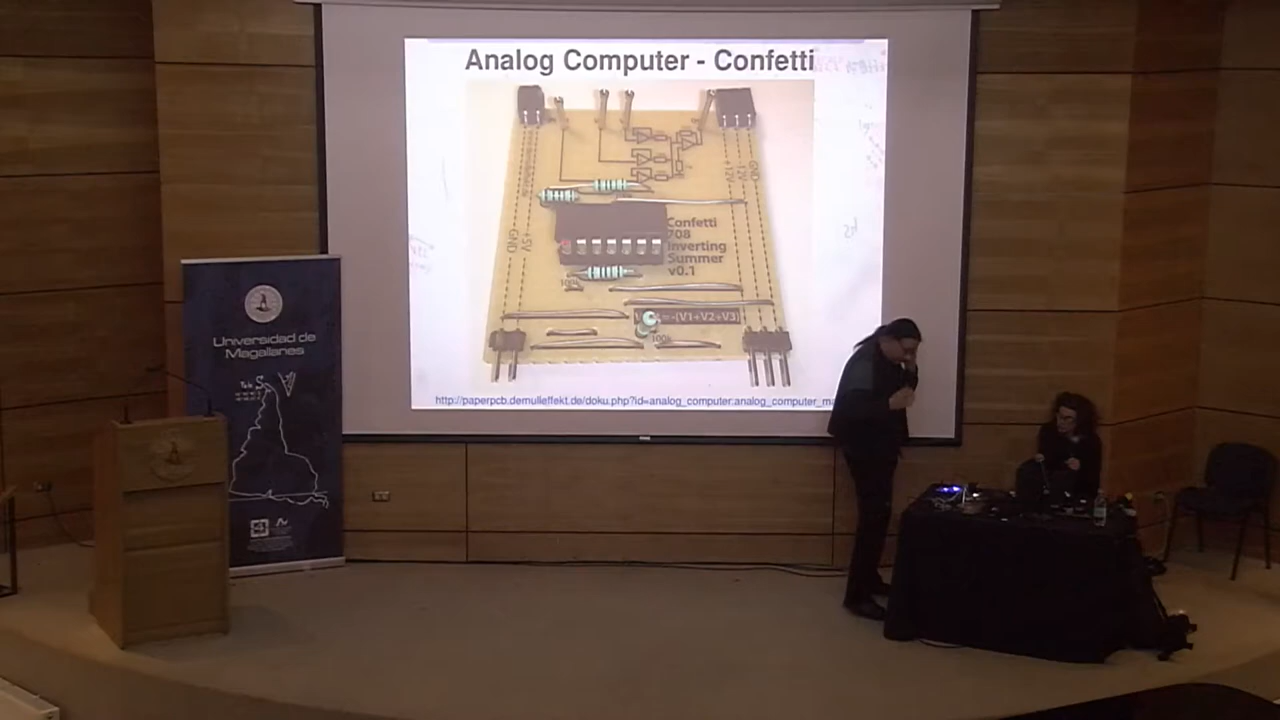 Analog Computer - Confetti
+12V
-12V
GND
GND
+5V
Confetti
708
Inverting
Summer
v0.1
100k
=-(V1+V2+V3)
100k
http://paperpcb.dernulleffekt.de/doku.php?id=analog_computer:analog_computer_ma
Universidad de
Magallanes